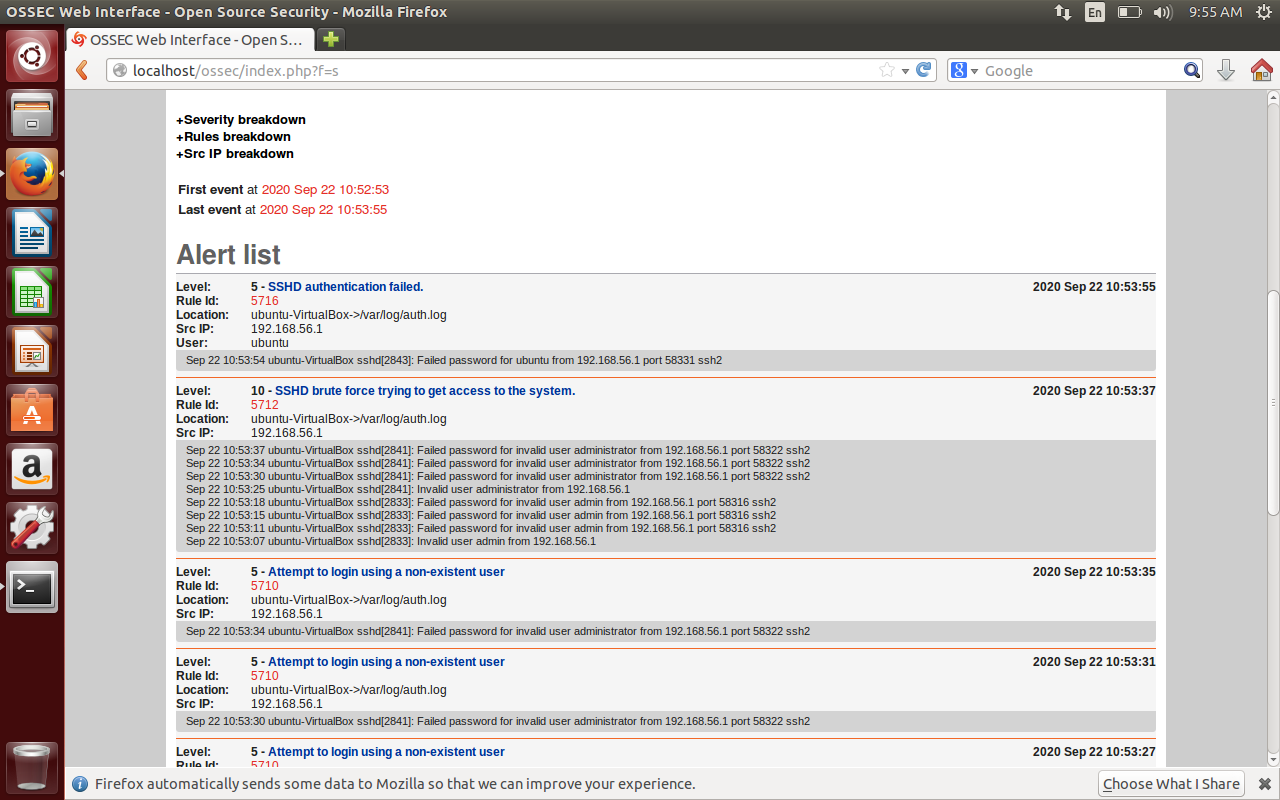 OSSEC Web Interface - Open Source Security - Mozilla Firefox
En
9:55 AM
OSSEC Web Interface - Open S...
localhost/ossec/index.php?f=s
Google
+Severity breakdown
+Rules breakdown
+Src IP breakdown
First event at 2020 Sep 22 10:52:53
Last event at 2020 Sep 22 10:53:55
Alert list
Level: 5 - SSHD authentication failed. 2020 Sep 22 10:53:55
Rule Id: 5716
Location: ubuntu-VirtualBox->/var/log/auth.log
Src IP: 192.168.56.1
User: ubuntu
Sep 22 10:53:54 ubuntu-VirtualBox sshd[2843]: Failed password for ubuntu from 192.168.56.1 port 58331 ssh2
Level: 10 - SSHD brute force trying to get access to the system. 2020 Sep 22 10:53:37
Rule Id: 5712
Location: ubuntu-VirtualBox->/var/log/auth.log
Src IP: 192.168.56.1
Sep 22 10:53:37 ubuntu-VirtualBox sshd[2841]: Failed password for invalid user administrator from 192.168.56.1 port 58322 ssh2
Sep 22 10:53:34 ubuntu-VirtualBox sshd[2841]: Failed password for invalid user administrator from 192.168.56.1 port 58322 ssh2
Sep 22 10:53:30 ubuntu-VirtualBox sshd[2841]: Failed password for invalid user administrator from 192.168.56.1 port 58322 ssh2
Sep 22 10:53:25 ubuntu-VirtualBox sshd[2841]: Invalid user administrator from 192.168.56.1
Sep 22 10:53:18 ubuntu-VirtualBox sshd[2833]: Failed password for invalid user admin from 192.168.56.1 port 58316 ssh2
Sep 22 10:53:15 ubuntu-VirtualBox sshd[2833]: Failed password for invalid user admin from 192.168.56.1 port 58316 ssh2
Sep 22 10:53:11 ubuntu-VirtualBox sshd[2833]: Failed password for invalid user admin from 192.168.56.1 port 58316 ssh2
Sep 22 10:53:07 ubuntu-VirtualBox sshd[2833]: Invalid user admin from 192.168.56.1
Level: 5 - Attempt to login using a non-existent user 2020 Sep 22 10:53:35
Rule Id: 5710
Location: ubuntu-VirtualBox->/var/log/auth.log
Src IP: 192.168.56.1
Sep 22 10:53:34 ubuntu-VirtualBox sshd[2841]: Failed password for invalid user administrator from 192.168.56.1 port 58322 ssh2
Level: 5 - Attempt to login using a non-existent user 2020 Sep 22 10:53:31
Rule Id: 5710
Location: ubuntu-VirtualBox->/var/log/auth.log
Src IP: 192.168.56.1
Sep 22 10:53:30 ubuntu-VirtualBox sshd[2841]: Failed password for invalid user administrator from 192.168.56.1 port 58322 ssh2
Level: 5 - Attempt to login using a non-existent user 2020 Sep 22 10:53:27
Rule Id: 5710
Firefox automatically sends some data to Mozilla so that we can improve your experience.
Choose What I Share